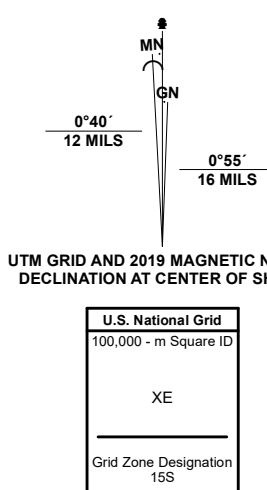 MN
GN
0°40´
12 MILS
0°55´
16 MILS
UTM GRID AND 2019 MAGNETIC N
DECLINATION AT CENTER OF SH
U.S. National Grid
100,000 - m Square ID
XE
Grid Zone Designation
15S